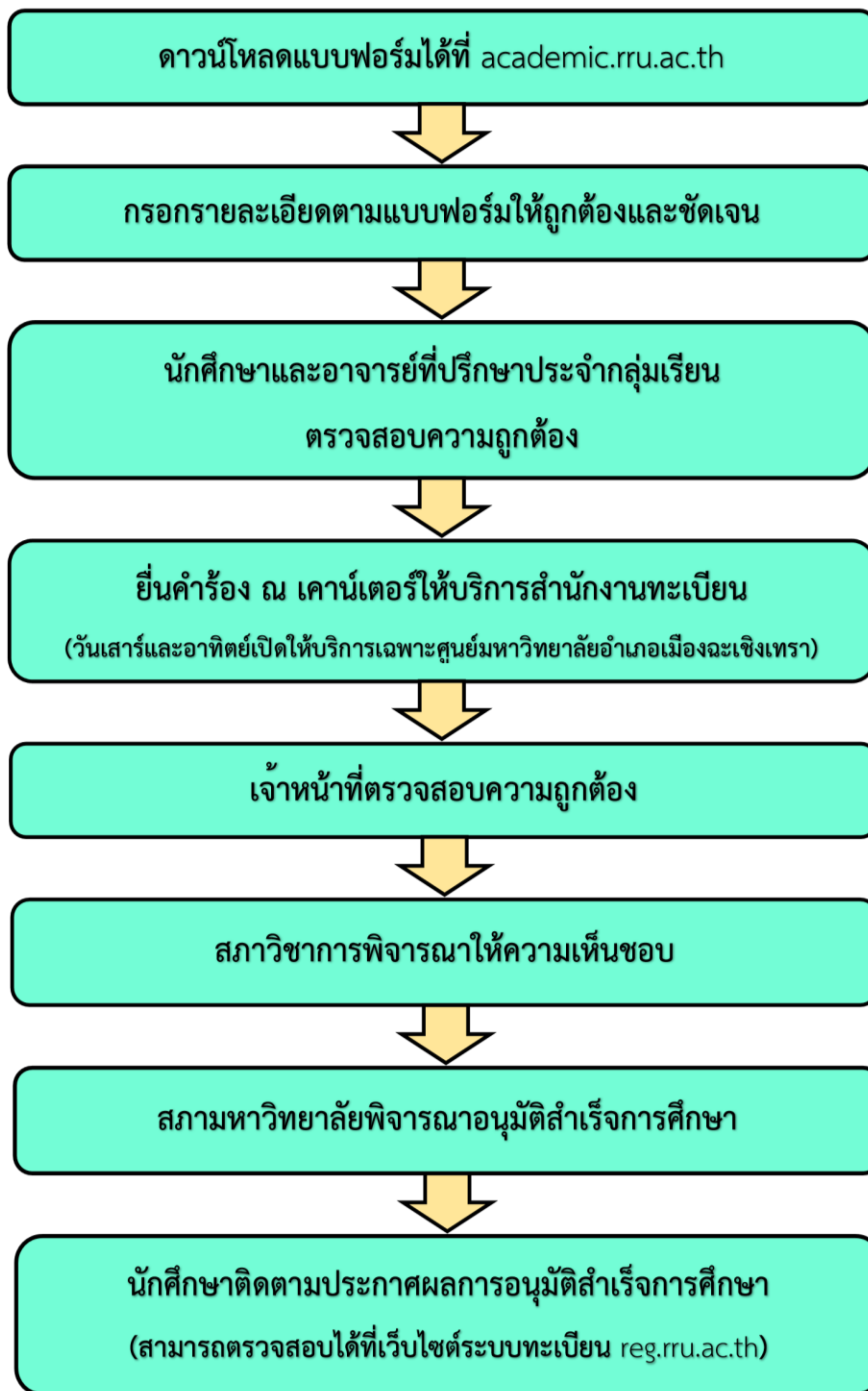 ดาวน์โหลดแบบฟอร์มได้ที่ academic.rru.ac.th
กรอกรายละเอียดตามแบบฟอร์มให้ถูกต้องและชัดเจน
นักศึกษาและอาจารย์ที่ปรึกษาประจำกลุ่มเรียน
ตรวจสอบความถูกต้อง
ยื่นคำร้อง ณ เคาน์เตอร์ให้บริการสำนักงานทะเบียน
(วันเสาร์และอาทิตย์เปิดให้บริการเฉพาะศูนย์มหาวิทยาลัยอำเภอเมืองฉะเชิงเทรา)
เจ้าหน้าที่ตรวจสอบความถูกต้อง
สภาวิชาการพิจารณาให้ความเห็นชอบ
สภามหาวิทยาลัยพิจารณาอนุมัติสำเร็จการศึกษา
นักศึกษาติดตามประกาศผลการอนุมัติสำเร็จการศึกษา
(สามารถตรวจสอบได้ที่เว็บไซต์ระบบทะเบียน reg.rru.ac.th)